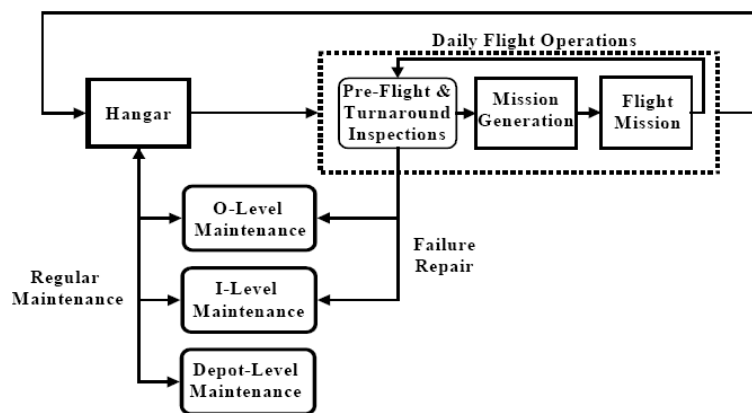 Daily Flight Operations
Hangar
Pre-Flight &
Turnaround
Inspections
Mission
Generation
Flight
Mission
O-Level
Maintenance
Failure
Repair
Regular
Maintenance
I-Level
Maintenance
Depot-Level
Maintenance